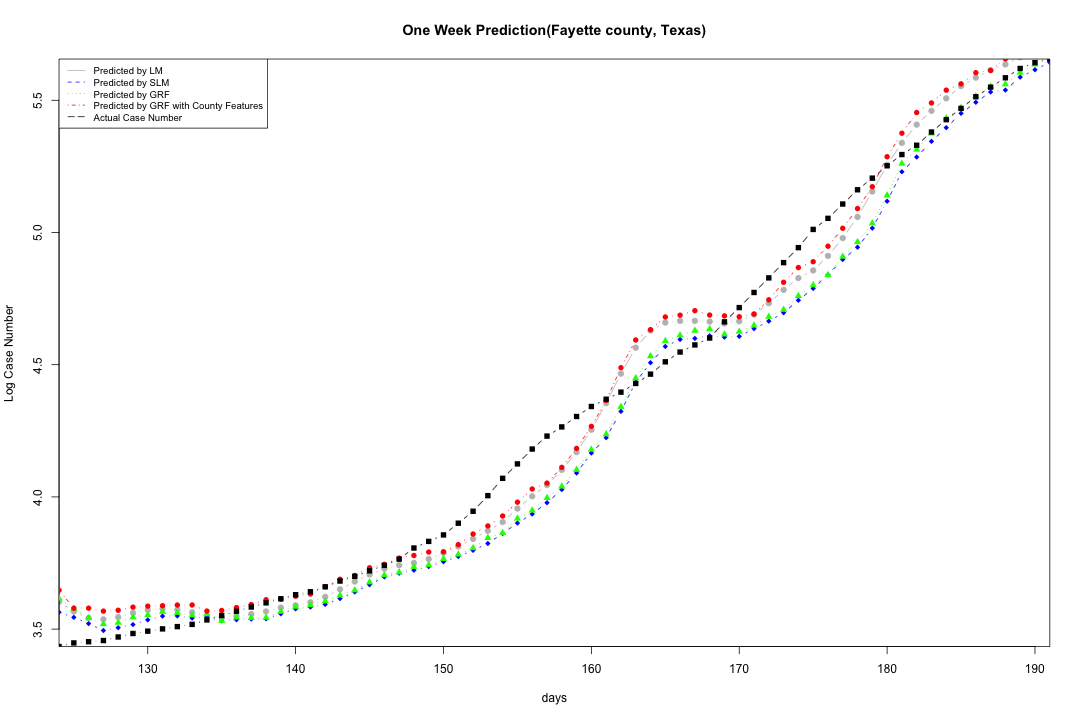 One Week Prediction(Fayette county, Texas)
Predicted by LM
Predicted by SLM
Predicted by GRF
Predicted by GRF with County Features
Actual Case Number
5.5
5.0
4.5
4.0
3.5
Log Case Number
130 140 150 160 170 180 190
days